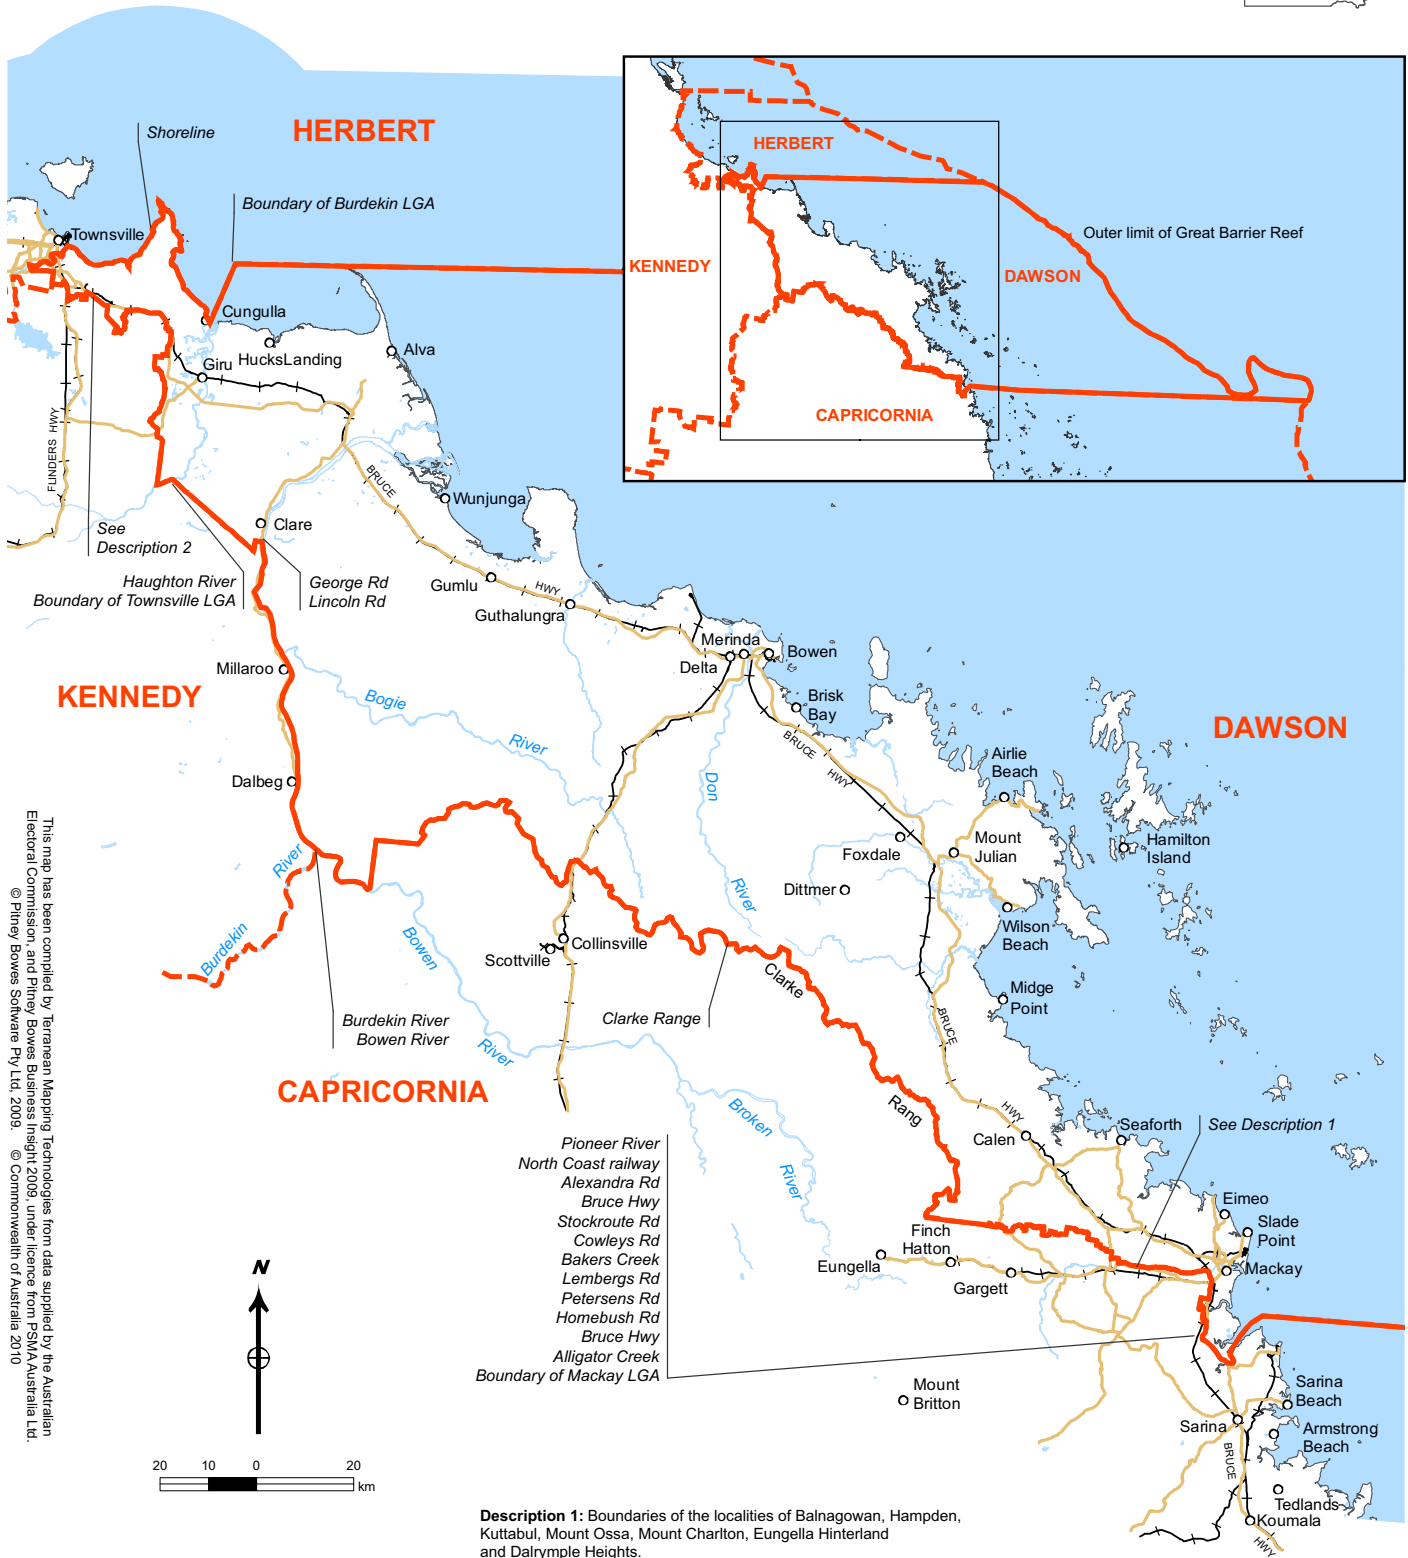 HERBERT
Shoreline
Boundary of Burdekin LGA
Townsville
Cungulla
HucksLanding
Giru
Alva
FLINDERS HWY
BRUCE
Wunjunga
Clare
See
Description 2
Haughton River
Boundary of Townsville LGA
George Rd
Lincoln Rd
Gumlu
HWY
Guthalungra
Merinda
Delta
Bowen
Brisk
Bay
Millaroo
KENNEDY
Bogie
River
Don
River
BRUCE
HWY
DAWSON
Airlie
Beach
Dalbeg
Mount
Julian
Foxdale
Hamilton
Island
Dittmer
Wilson
Beach
River
Burdekin
Bowen
River
Collinsville
Scottville
Clarke
Midge
Point
BRUCE
Burdekin River
Bowen River
Clarke Range
CAPRICORNIA
Rang
Broken
River
HWY
Calen
Seaforth
See Description 1
Pioneer River
North Coast railway
Alexandra Rd
Bruce Hwy
Stockroute Rd
Cowleys Rd
Bakers Creek
Lembergs Rd
Petersens Rd
Homebush Rd
Bruce Hwy
Alligator Creek
Boundary of Mackay LGA
Eimeo
Slade
Point
Mackay
Finch
Hatton
Eungella
Gargett
Mount
Britton
Sarina
Beach
Sarina
Armstrong
Beach
BRUCE
Tedlands
Koumala
HWY
HERBERT
KENNEDY
DAWSON
Outer limit of Great Barrier Reef
CAPRICORNIA
This map has been compiled by Terranean Mapping Technologies from data supplied by the Australian
Electoral Commission, and Pitney Bowes Business Insight 2009, under licence from PSMA Australia Ltd.
© Pitney Bowes Software Pty Ltd, 2009. © Commonwealth of Australia 2010
N
20 10 0 20
km
Description 1: Boundaries of the localities of Balnagowan, Hampden,
Kuttabul, Mount Ossa, Mount Charlton, Eungella Hinterland
and Dalrymple Heights.